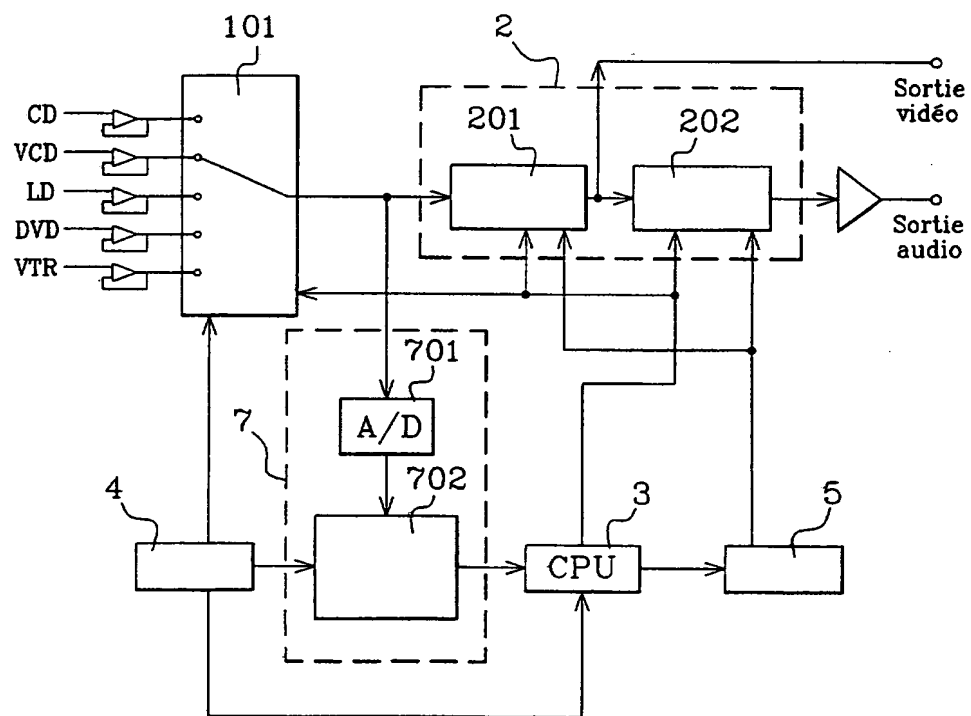 101
2
CD
VCD
LD
DVD
VTR
201
202
Sortie
vidéo
Sortie
audio
701
A/D
7
702
4
3
CPU
5